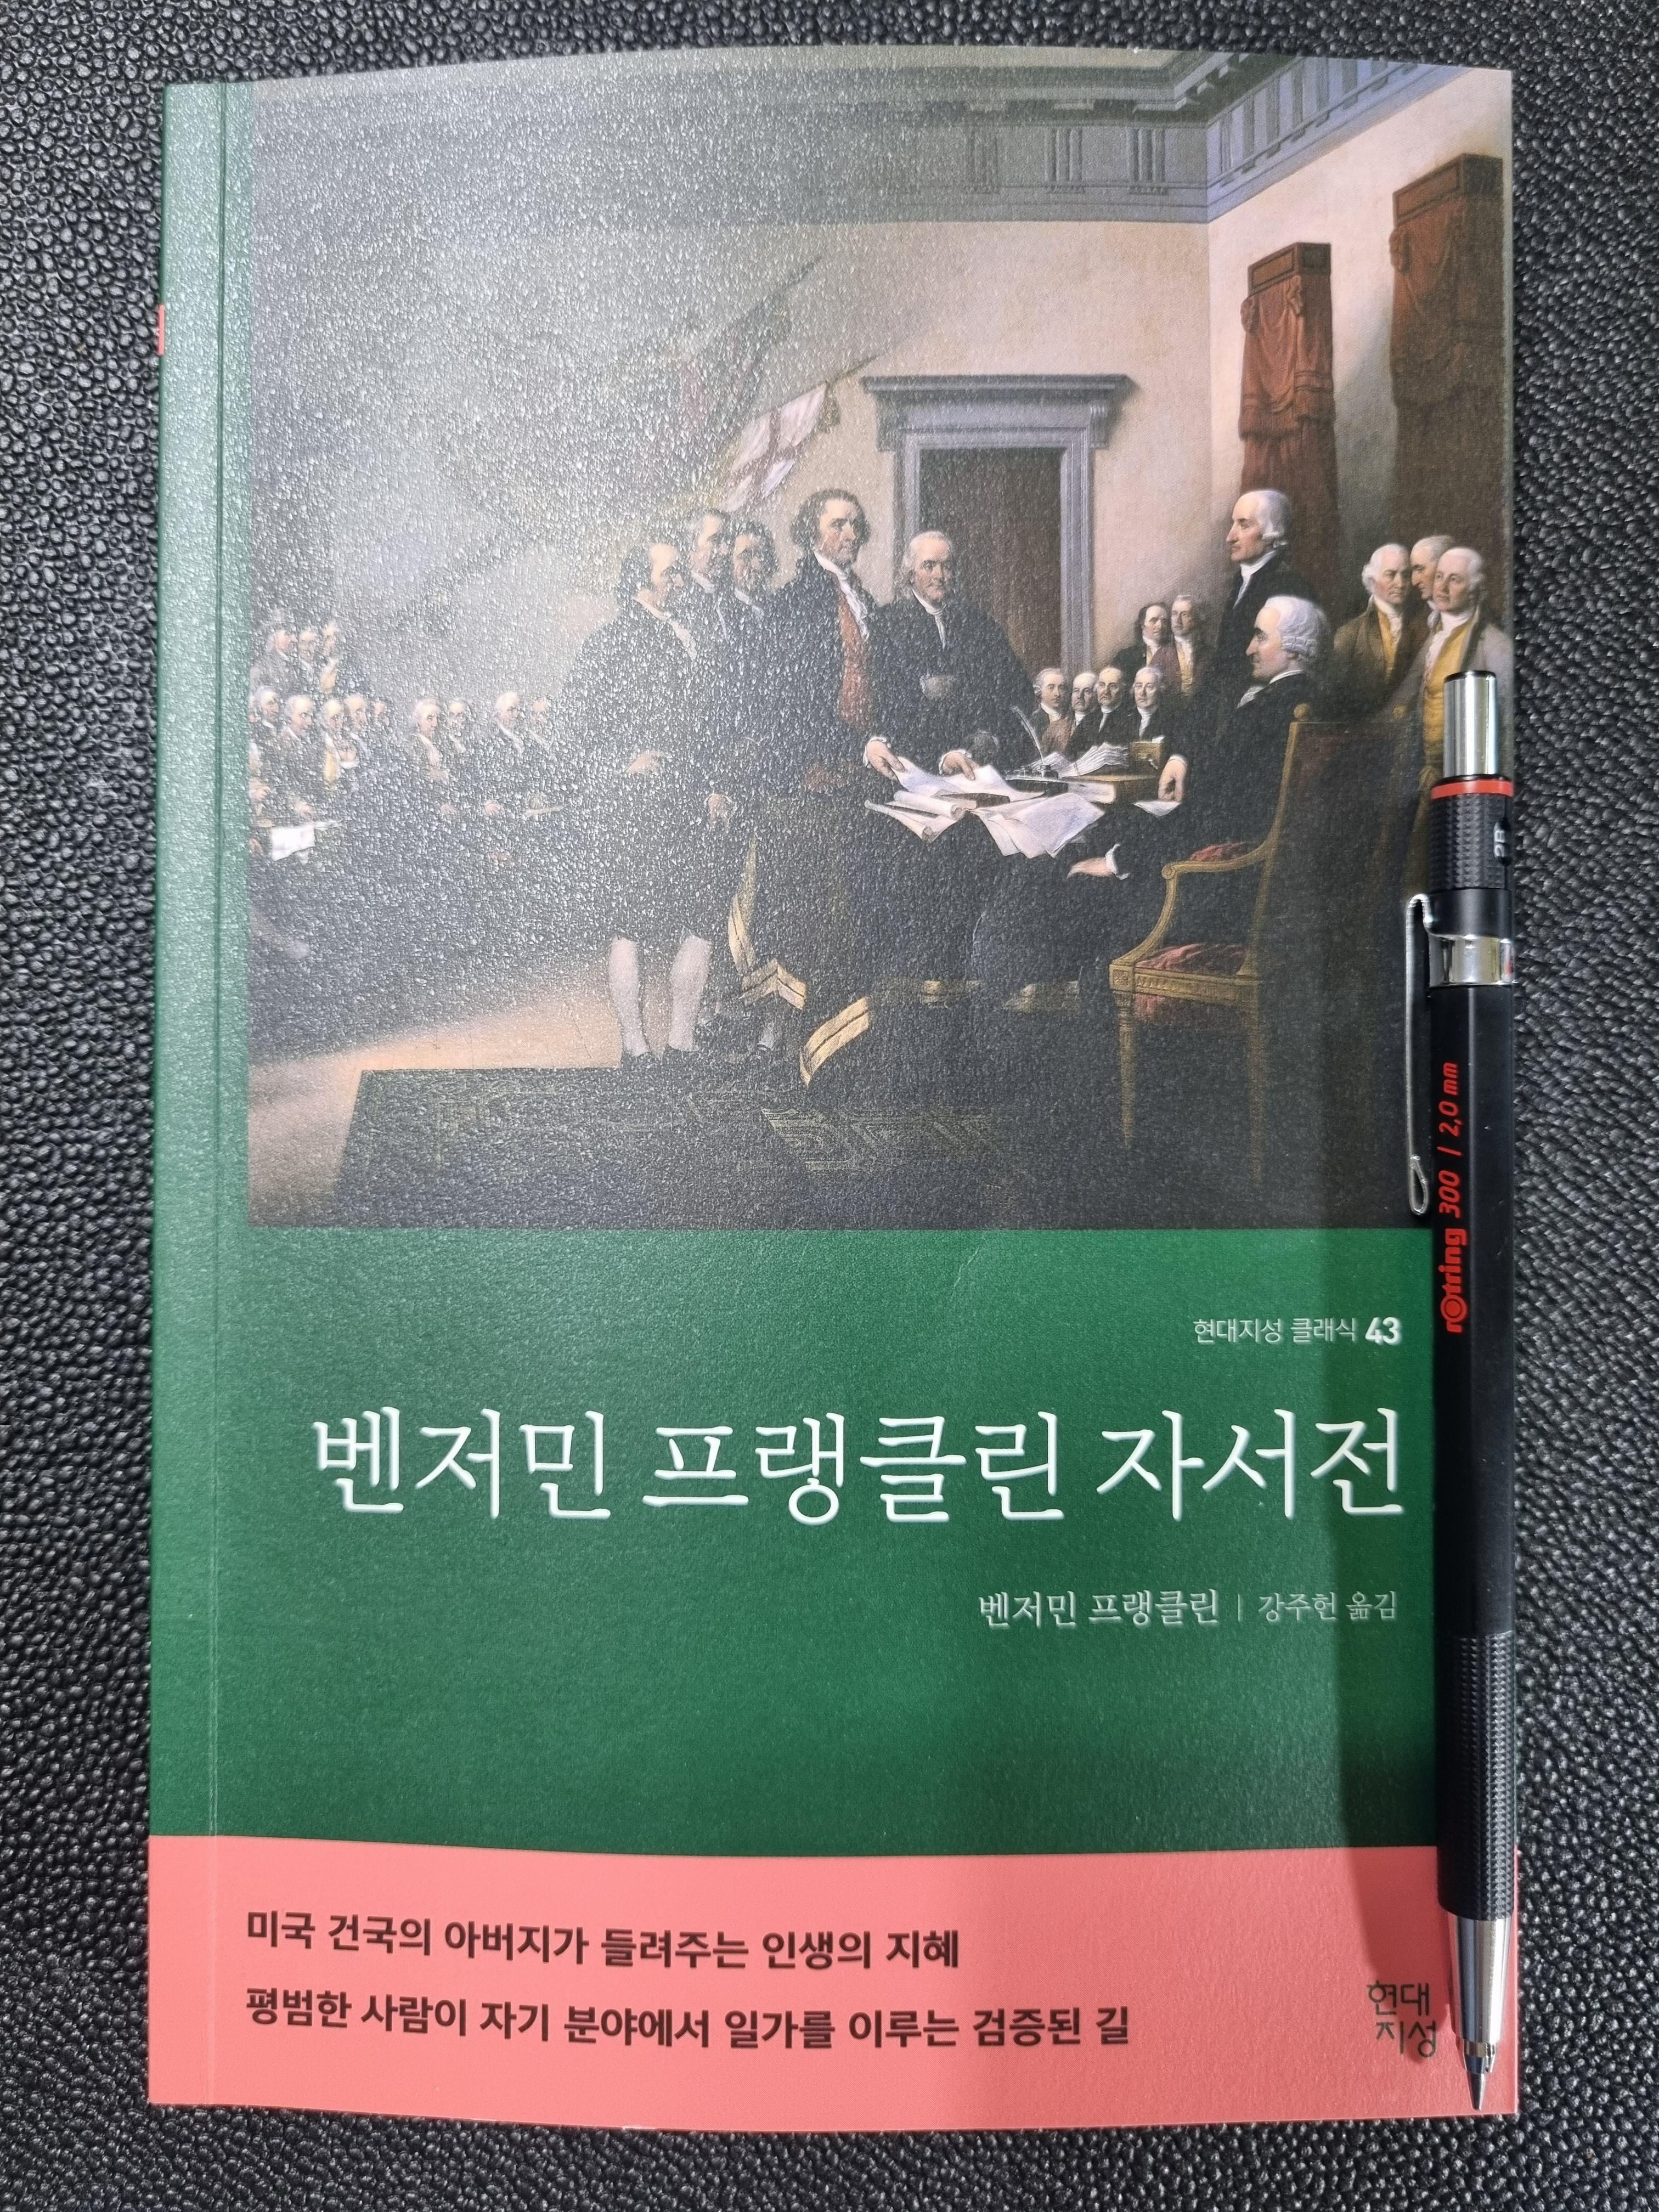 현대지성 클래식 43
벤저민 프랭클린 자서전
벤저민 프랭클린 | 강주헌 옮김
미국 건국의 아버지가 들려주는 인생의 지혜
평범한 사람이 자기 분야에서 일가를 이루는 검증된 길
현대
지성
2B
rotring 300 / 2,0 mm